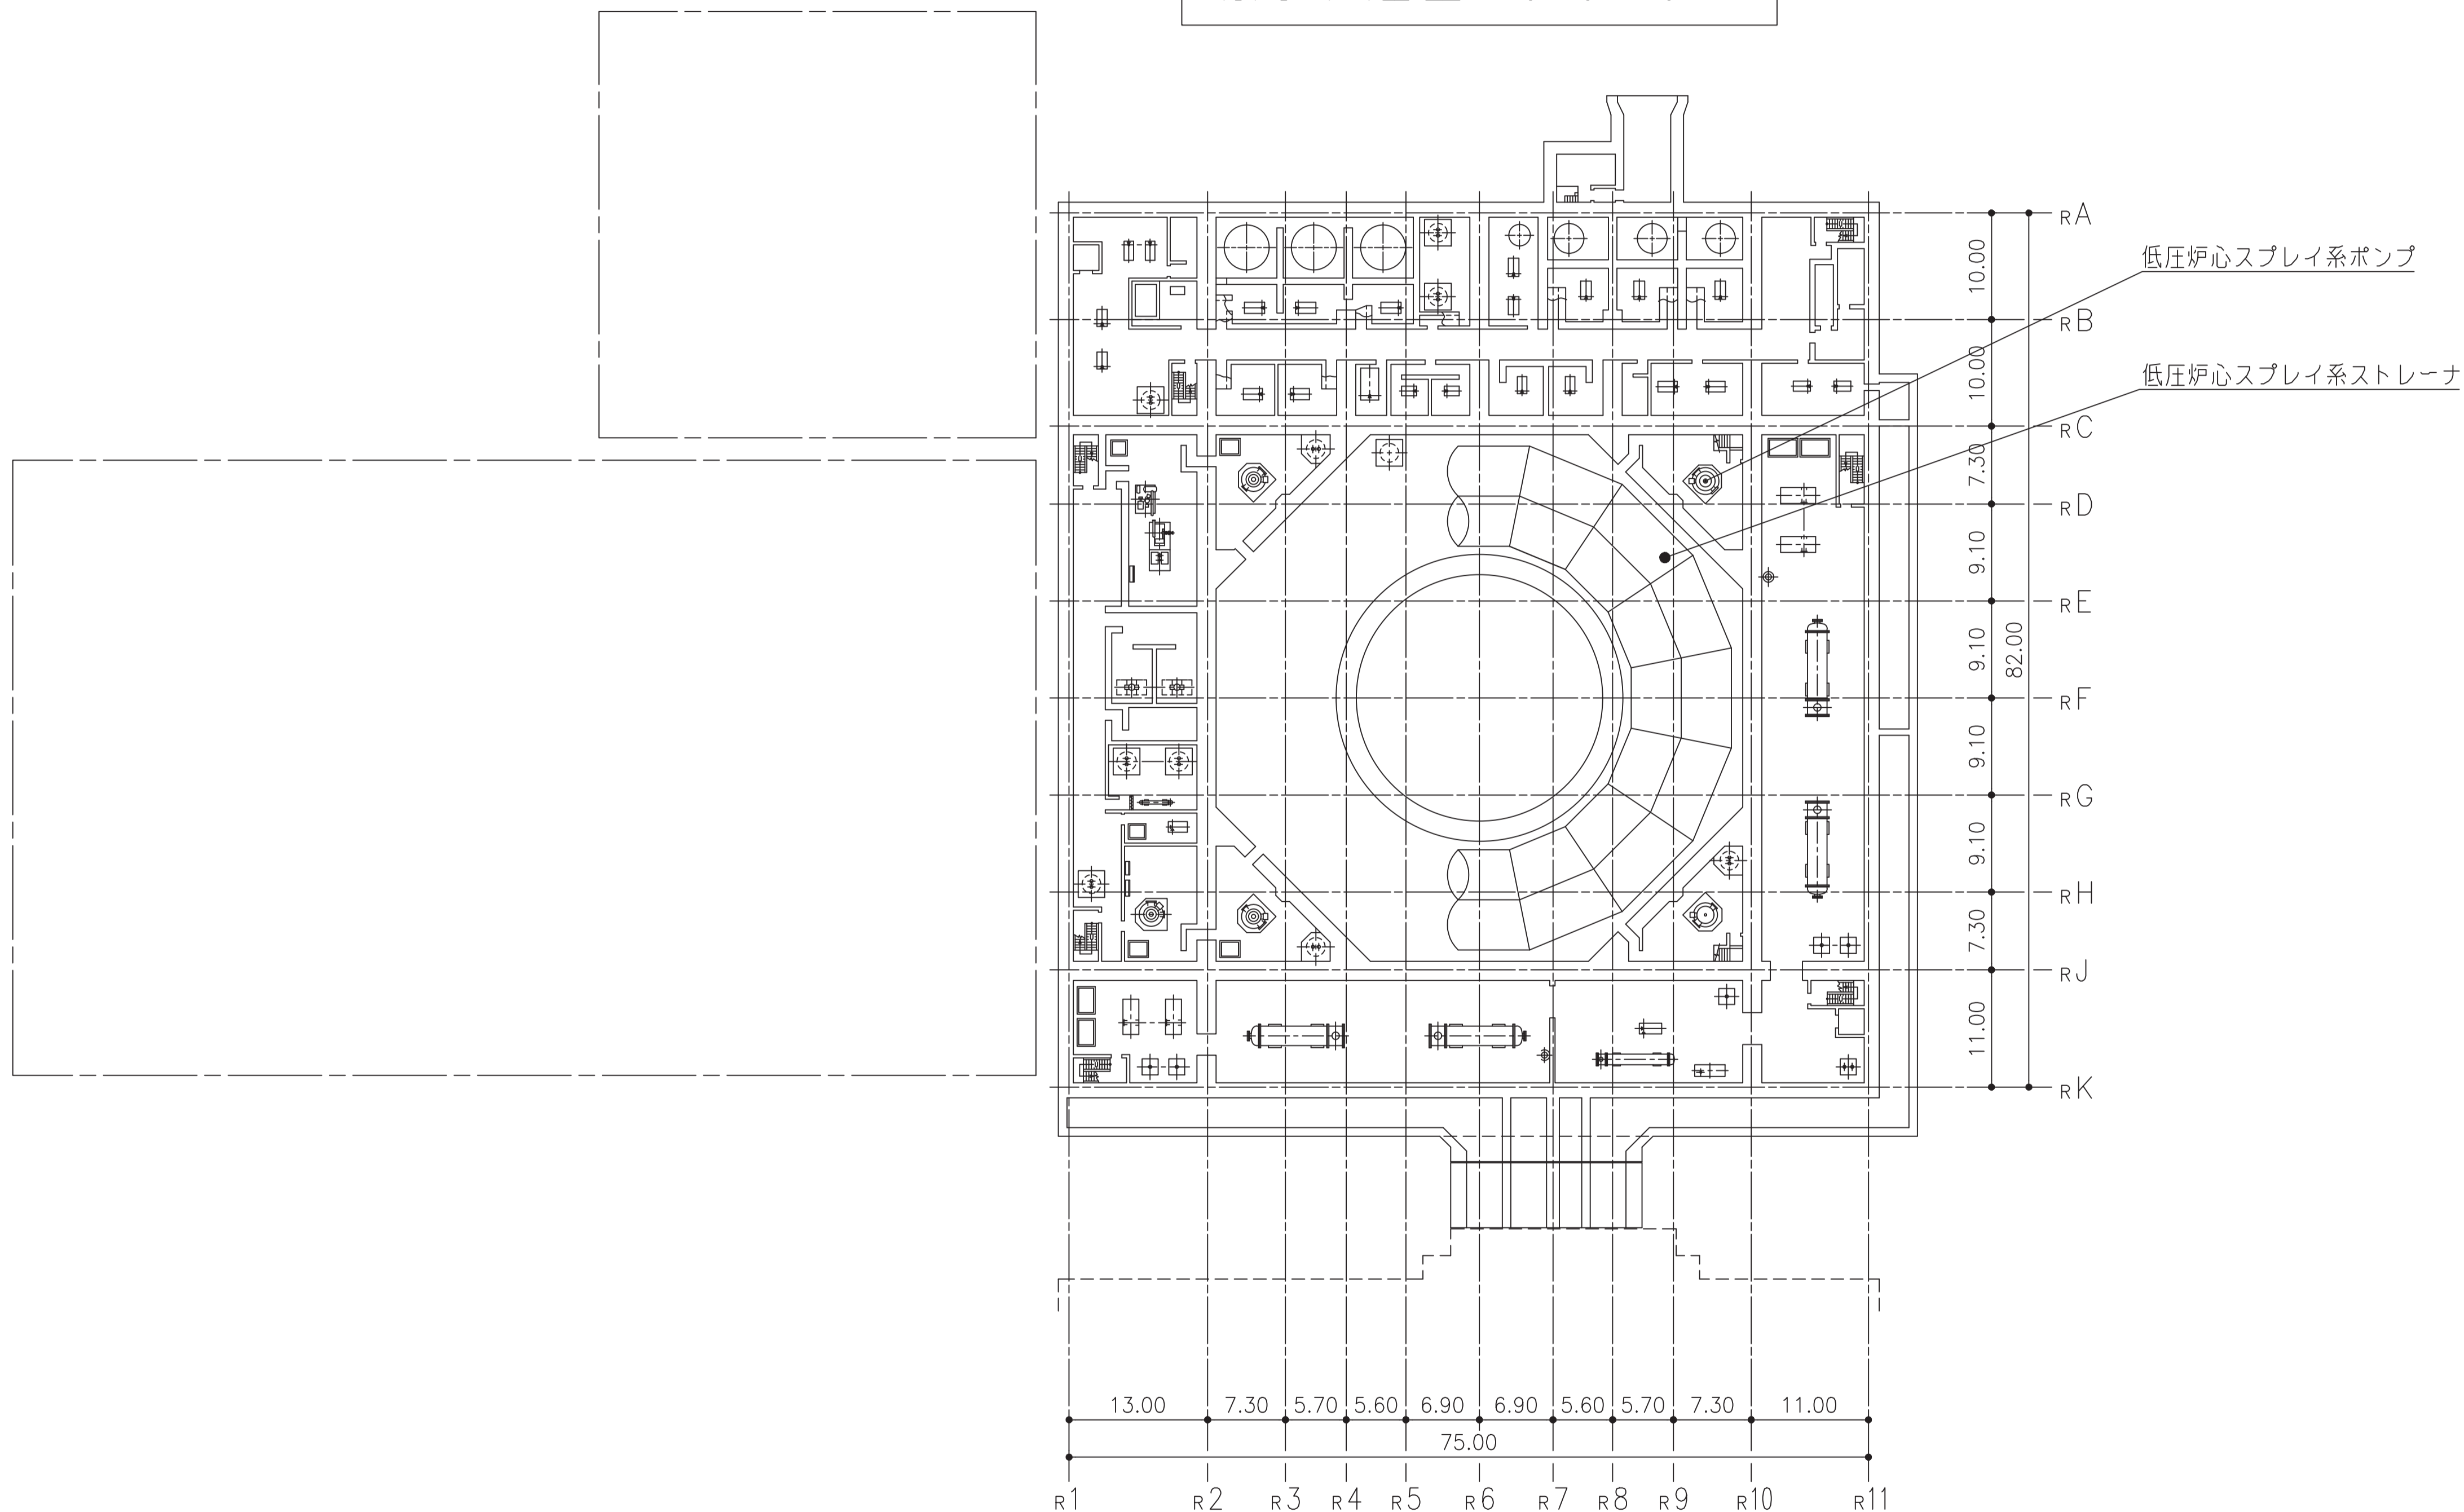 RA
低圧炉心スプレイ系ポンプ
10.00
RB
10.00
低圧炉心スプレイ系ストレーナ
RC
7.30
RD
9.10
RE
9.10
82.00
RF
9.10
RG
9.10
RH
7.30
RJ
11.00
RK
13.00 7.30 5.70 5.60 6.90 6.90 5.60 5.70 7.30 11.00
75.00
R1 R2 R3 R4 R5 R6 R7 R8 R9 R10 R11